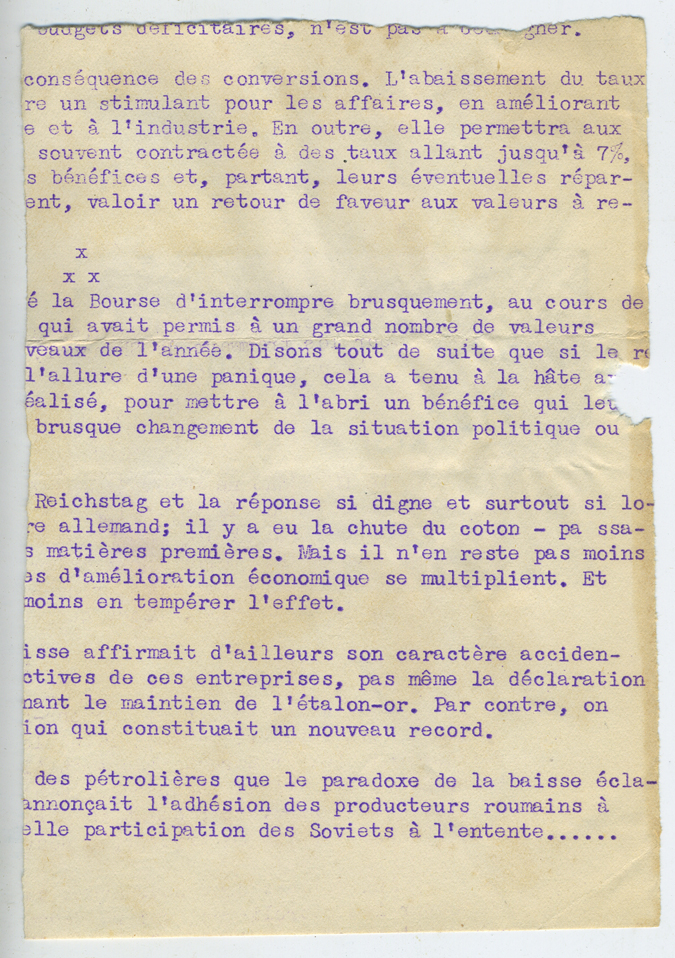 budgets déficitaires, n'est pas à
conséquence des conversions. L'abaissement du taux
re un stimulant pour les affaires, en améliorant
e et à l'industrie. En outre, elle permettra aux
souvent contractée à des taux allant jusqu'à 7%,
s bénéfices et, partant, leurs éventuelles répar-
ent, valoir un retour de faveur aux valeurs à re-
x
x x
é la Bourse d'interrompre brusquement, au cours de
qui avait permis à un grand nombre de valeurs
veaux de l'année. Disons tout de suite que si le re
l'allure d'une panique, cela a tenu à la hâte a
éalisé, pour mettre à l'abri un bénéfice qui leu
brusque changement de la situation politique ou
Reichstag et la réponse si digne et surtout si lo-
re allemand; il y a eu la chute du coton - pa ssa-
s matières premières. Mais il n'en reste pas moins
es d'amélioration économique se multiplient. Et
moins en tempérer l'effet.
isse affirmait d'ailleurs son caractère acciden-
ctives de ces entreprises, pas même la déclaration
nant le maintien de l'étalon-or. Par contre, on
ion qui constituait un nouveau record.
des pétrolières que le paradoxe de la baisse écla-
annonçait l'adhésion des producteurs roumains à
elle participation des Soviets à l'entente......